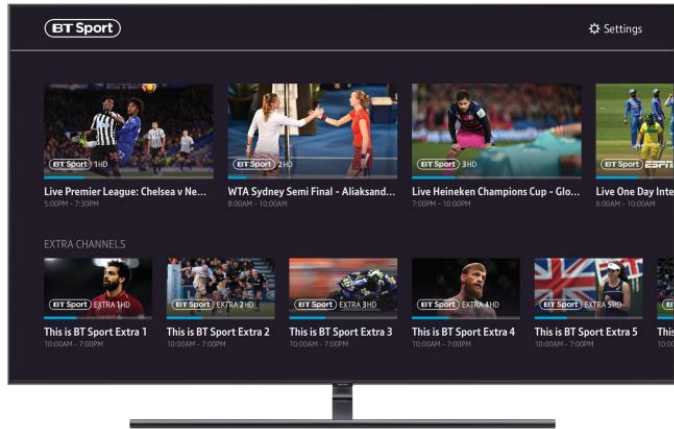 BT Sport
Settings
BT Sport 1HD
BT Sport 2HD
BT Sport 3HD
BT Sport ESPN
Live Premier League: Chelsea v Ne...
WTA Sydney Semi Final - Aliaksand...
Live Heineken Champions Cup - Glo...
Live One Day Inte
5:00PM - 7:30PM
8:00AM - 10:00AM
7:00PM - 10:00PM
8:00AM - 10:00AM
EXTRA CHANNELS
BT Sport EXTRA 1HD
BT Sport EXTRA 2HD
BT Sport EXTRA 3HD
BT Sport EXTRA 4HD
BT Sport EXTRA 5HD
This is BT Sport Extra 1
This is BT Sport Extra 2
This is BT Sport Extra 3
This is BT Sport Extra 4
This is BT Sport Extra 5
This
10:00AM - 7:00PM
10:00AM - 7:00PM
10:00AM - 7:00PM
10:00AM - 7:00PM
10:00AM - 7:00PM